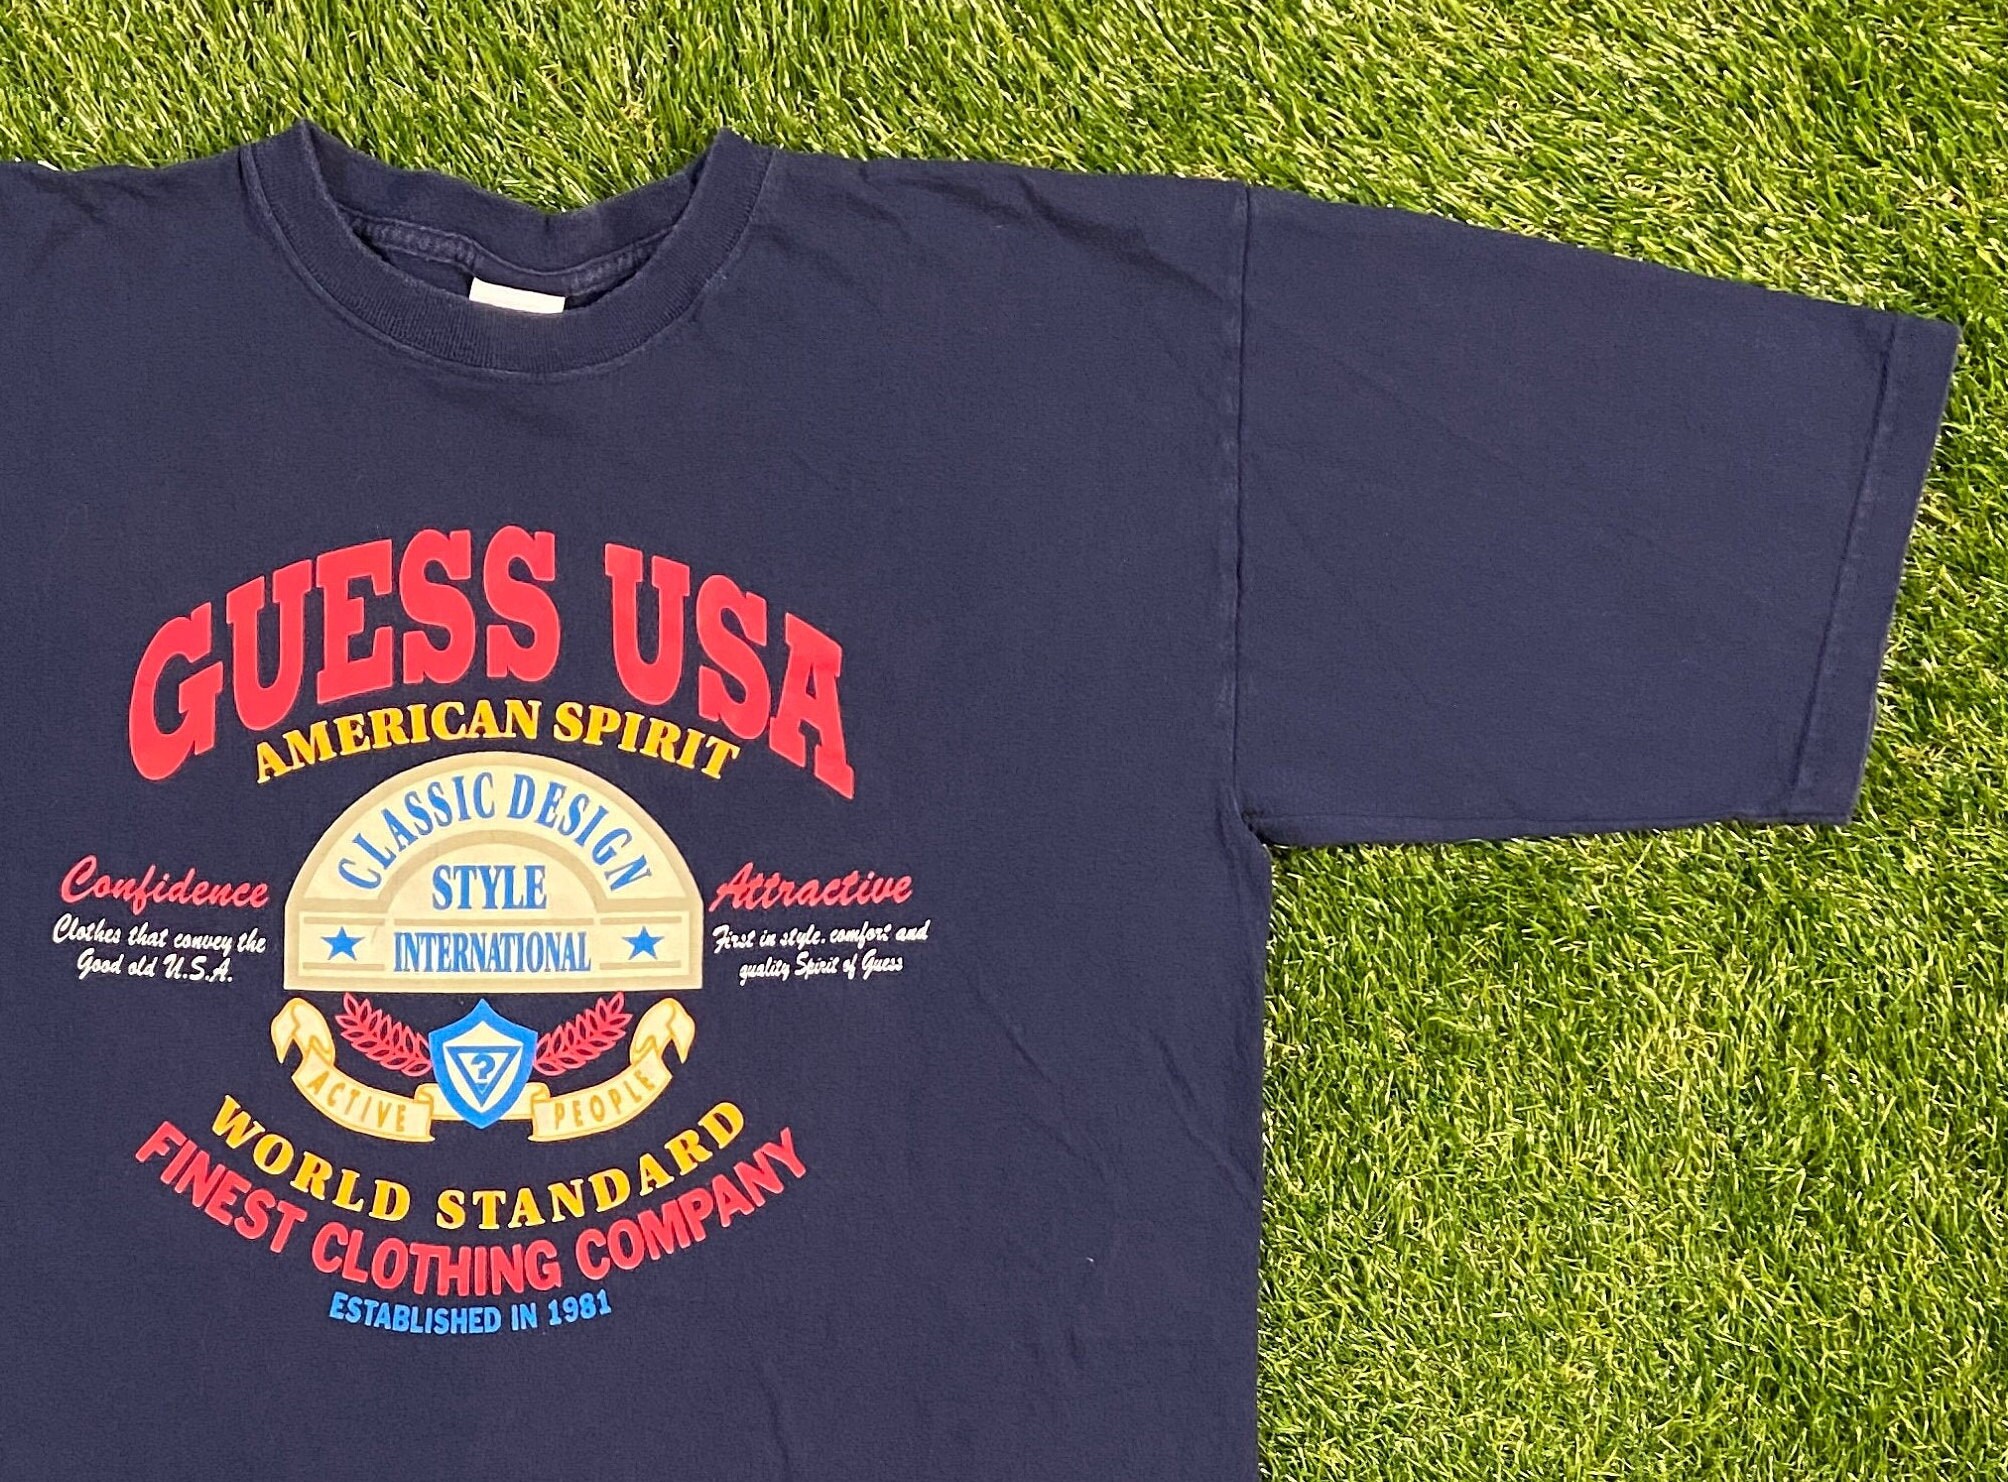 GUESS USA
AMERICAN SPIRIT
CLASSIC DESIGN
STYLE
INTERNATIONAL
Confidence
Clothes that convey the
Good old U.S.A.
Attractive
First in style. comfort and
quality Spirit of Guess
?
ACTIVE PEOPLE
WORLD STANDARD
FINEST CLOTHING COMPANY
ESTABLISHED IN 1981